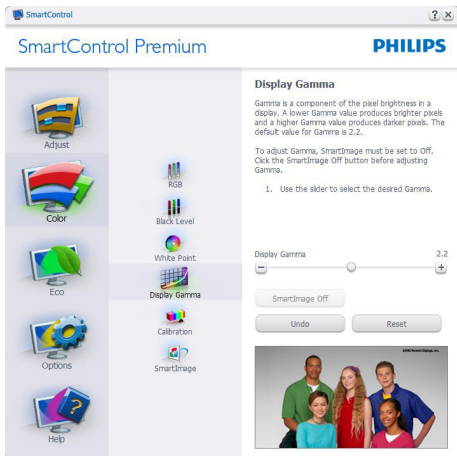 SmartControl
SmartControl Premium
PHILIPS
Adjust
Color
Eco
Options
Help
RGB
Black Level
White Point
Display Gamma
Calibration
SmartImage
Display Gamma
Gamma is a component of the pixel brightness in a
display. A lower Gamma value produces brighter pixels
and a higher Gamma value produces darker pixels. The
default value for Gamma is 2.2.
To adjust Gamma, SmartImage must be set to Off.
Click the SmartImage Off button before adjusting
Gamma.
1. Use the slider to select the desired Gamma.
Display Gamma 2.2
SmartImage Off
Undo Reset